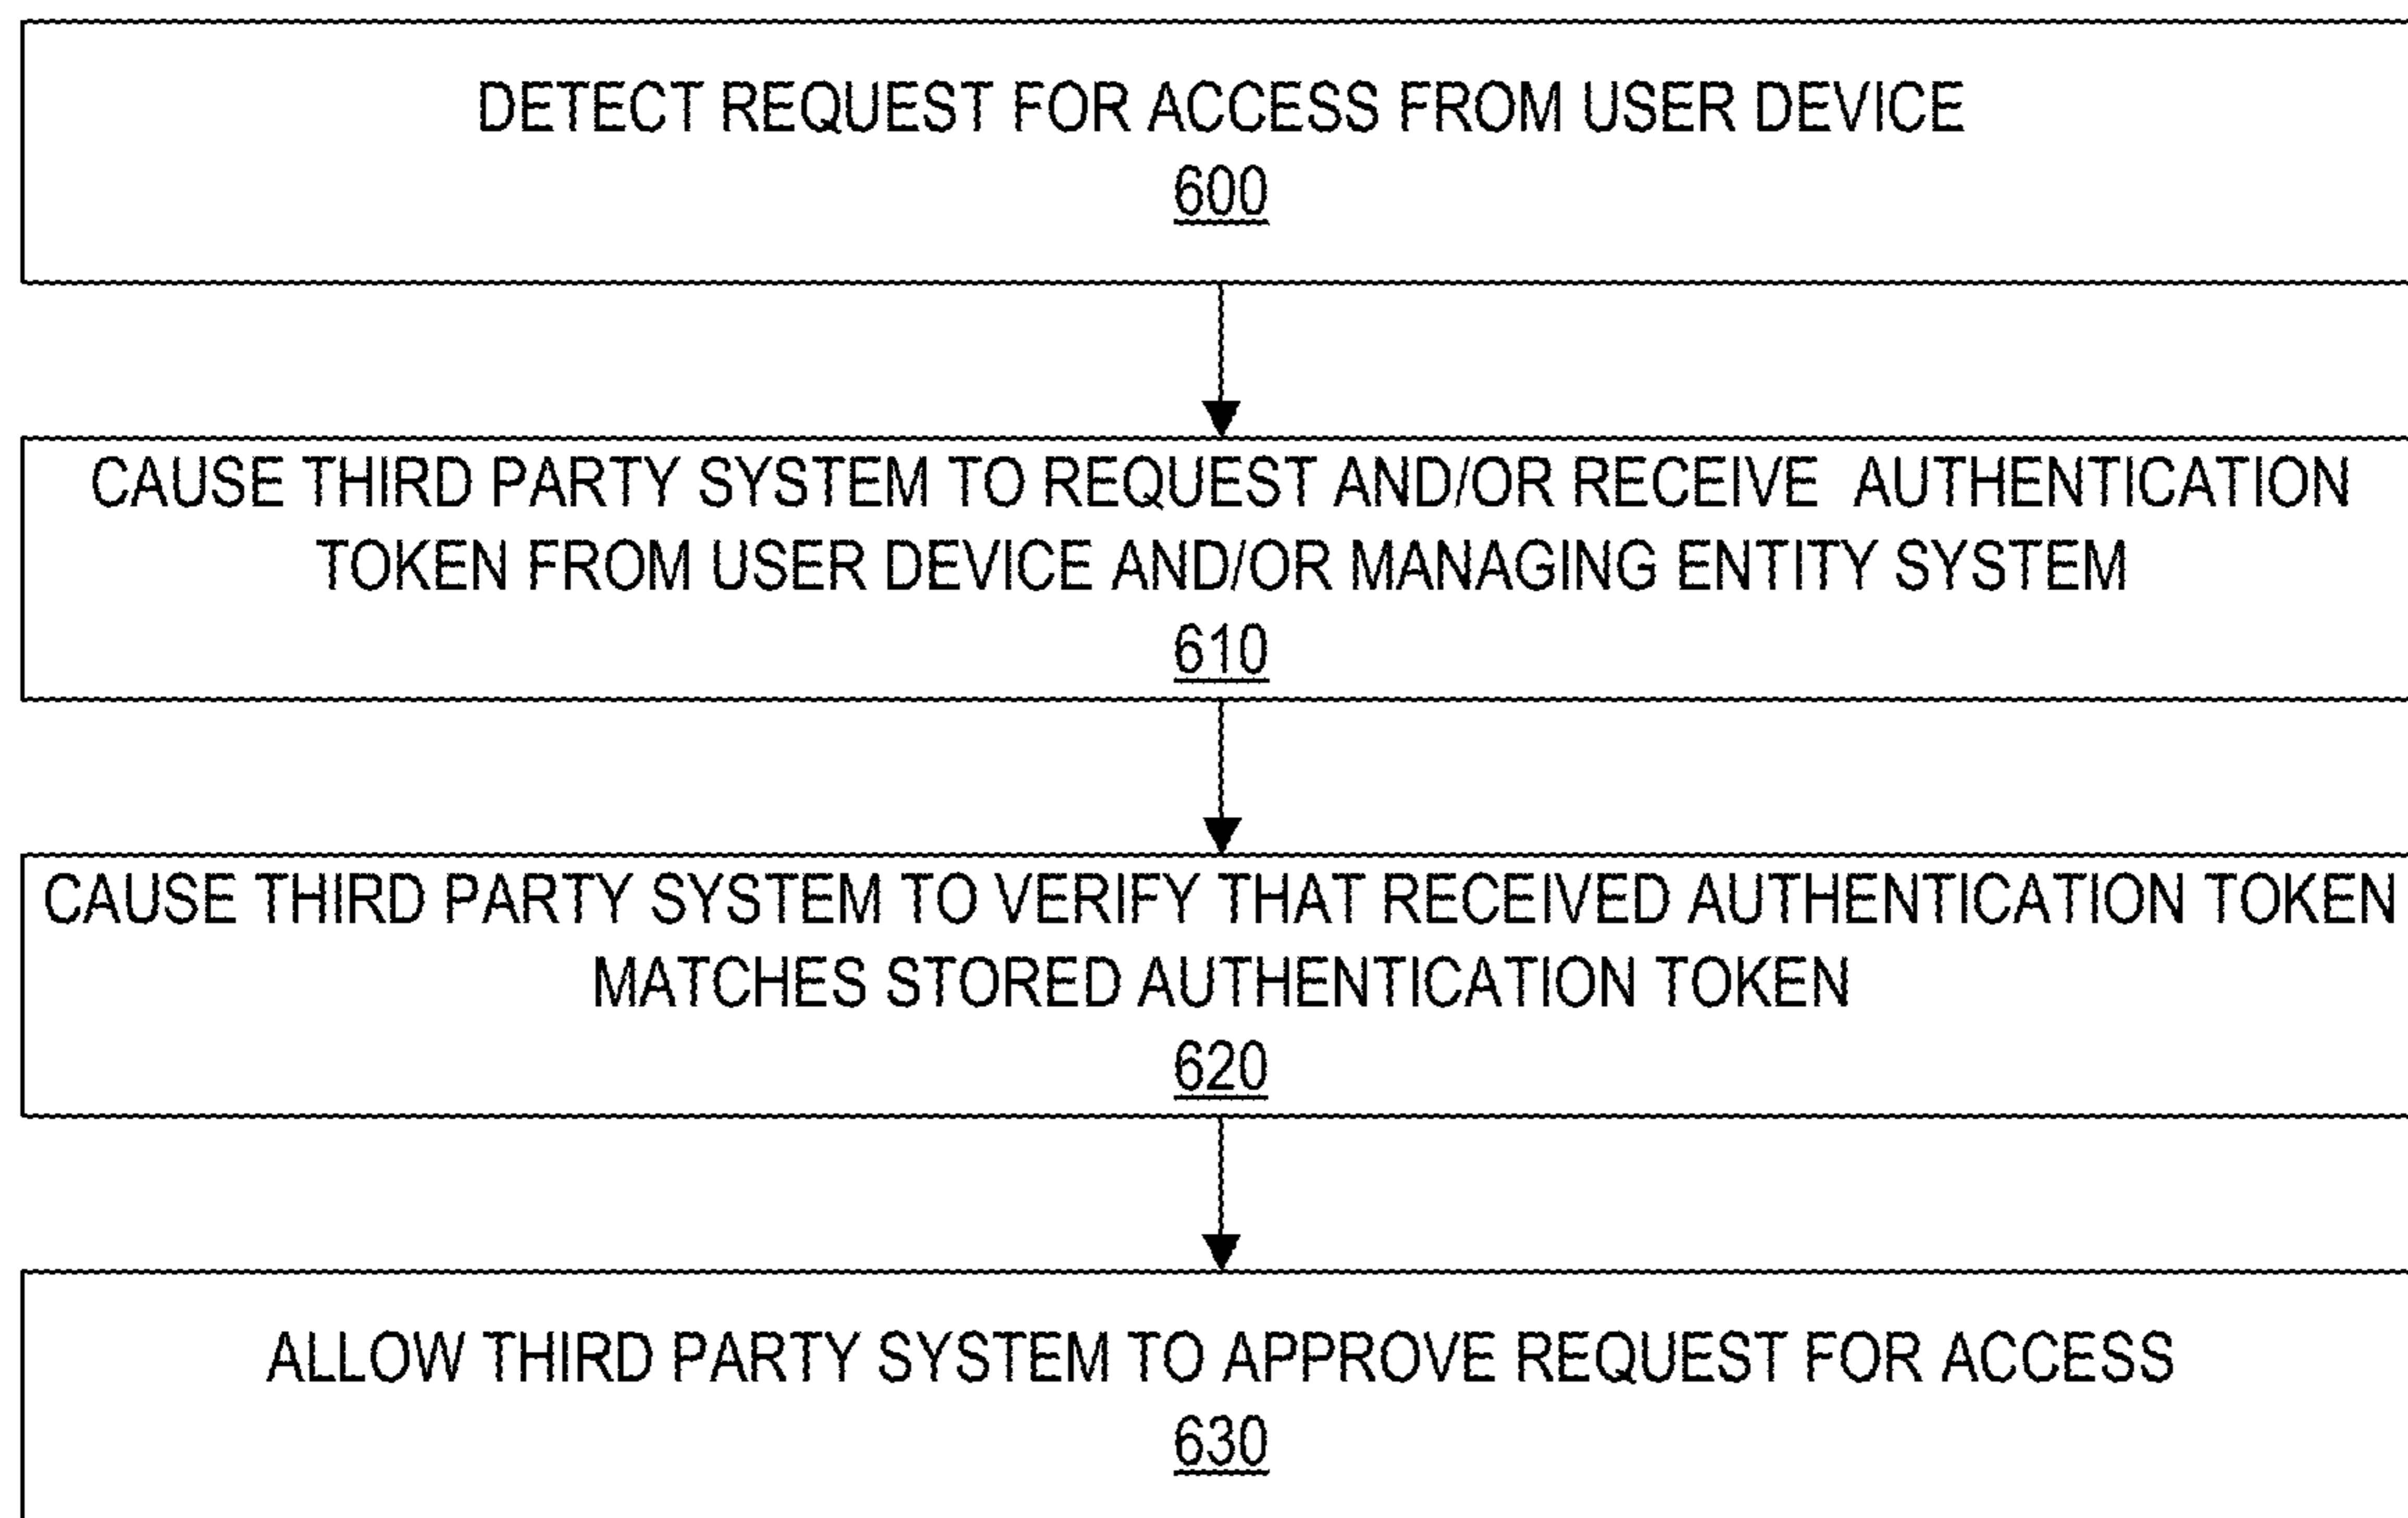 DETECT REQUEST FOR ACCESS FROM USER DEVICE
600
CAUSE THIRD PARTY SYSTEM TO REQUEST AND/OR RECEIVE AUTHENTICATION
TOKEN FROM USER DEVICE AND/OR MANAGING ENTITY SYSTEM
610
CAUSE THIRD PARTY SYSTEM TO VERIFY THAT RECEIVED AUTHENTICATION TOKEN
MATCHES STORED AUTHENTICATION TOKEN
620
ALLOW THIRD PARTY SYSTEM TO APPROVE REQUEST FOR ACCESS
630